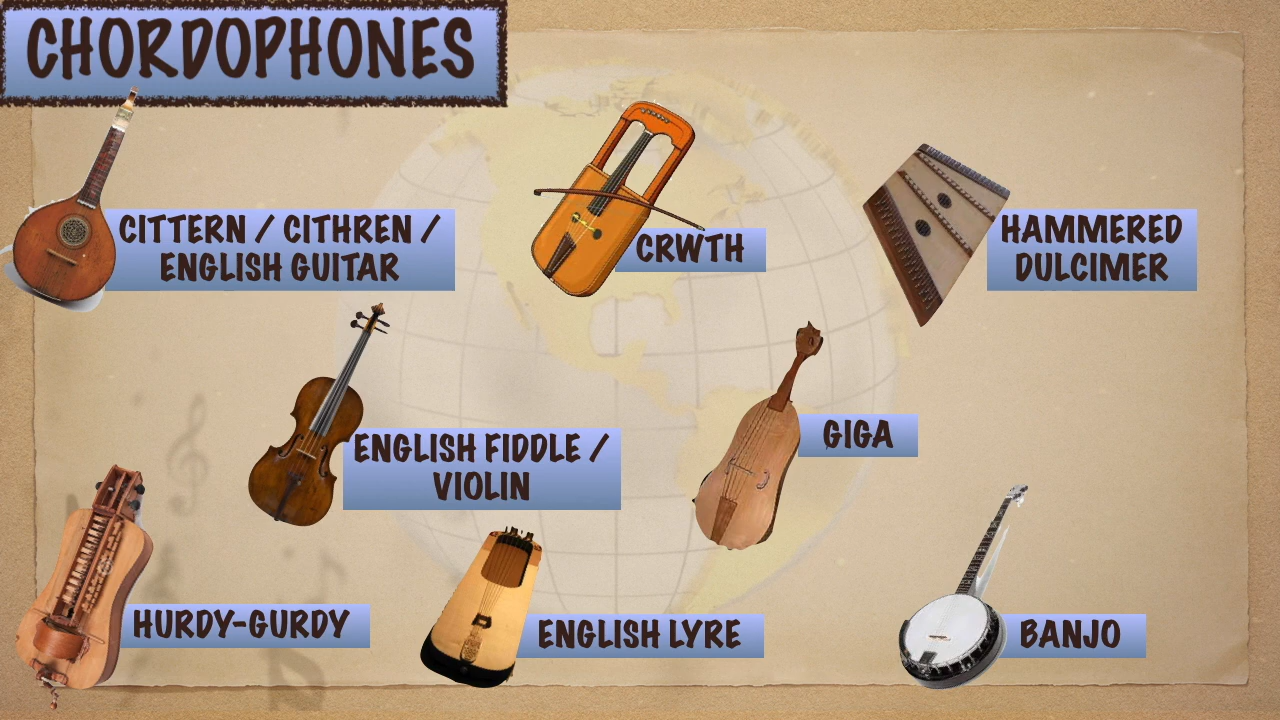 CHORDOPHONES
CITTERN / CITHREN /
ENGLISH GUITAR
CRWTH
HAMMERED
DULCIMER
ENGLISH FIDDLE /
VIOLIN
GIGA
HURDY-GURDY
ENGLISH LYRE
BANJO